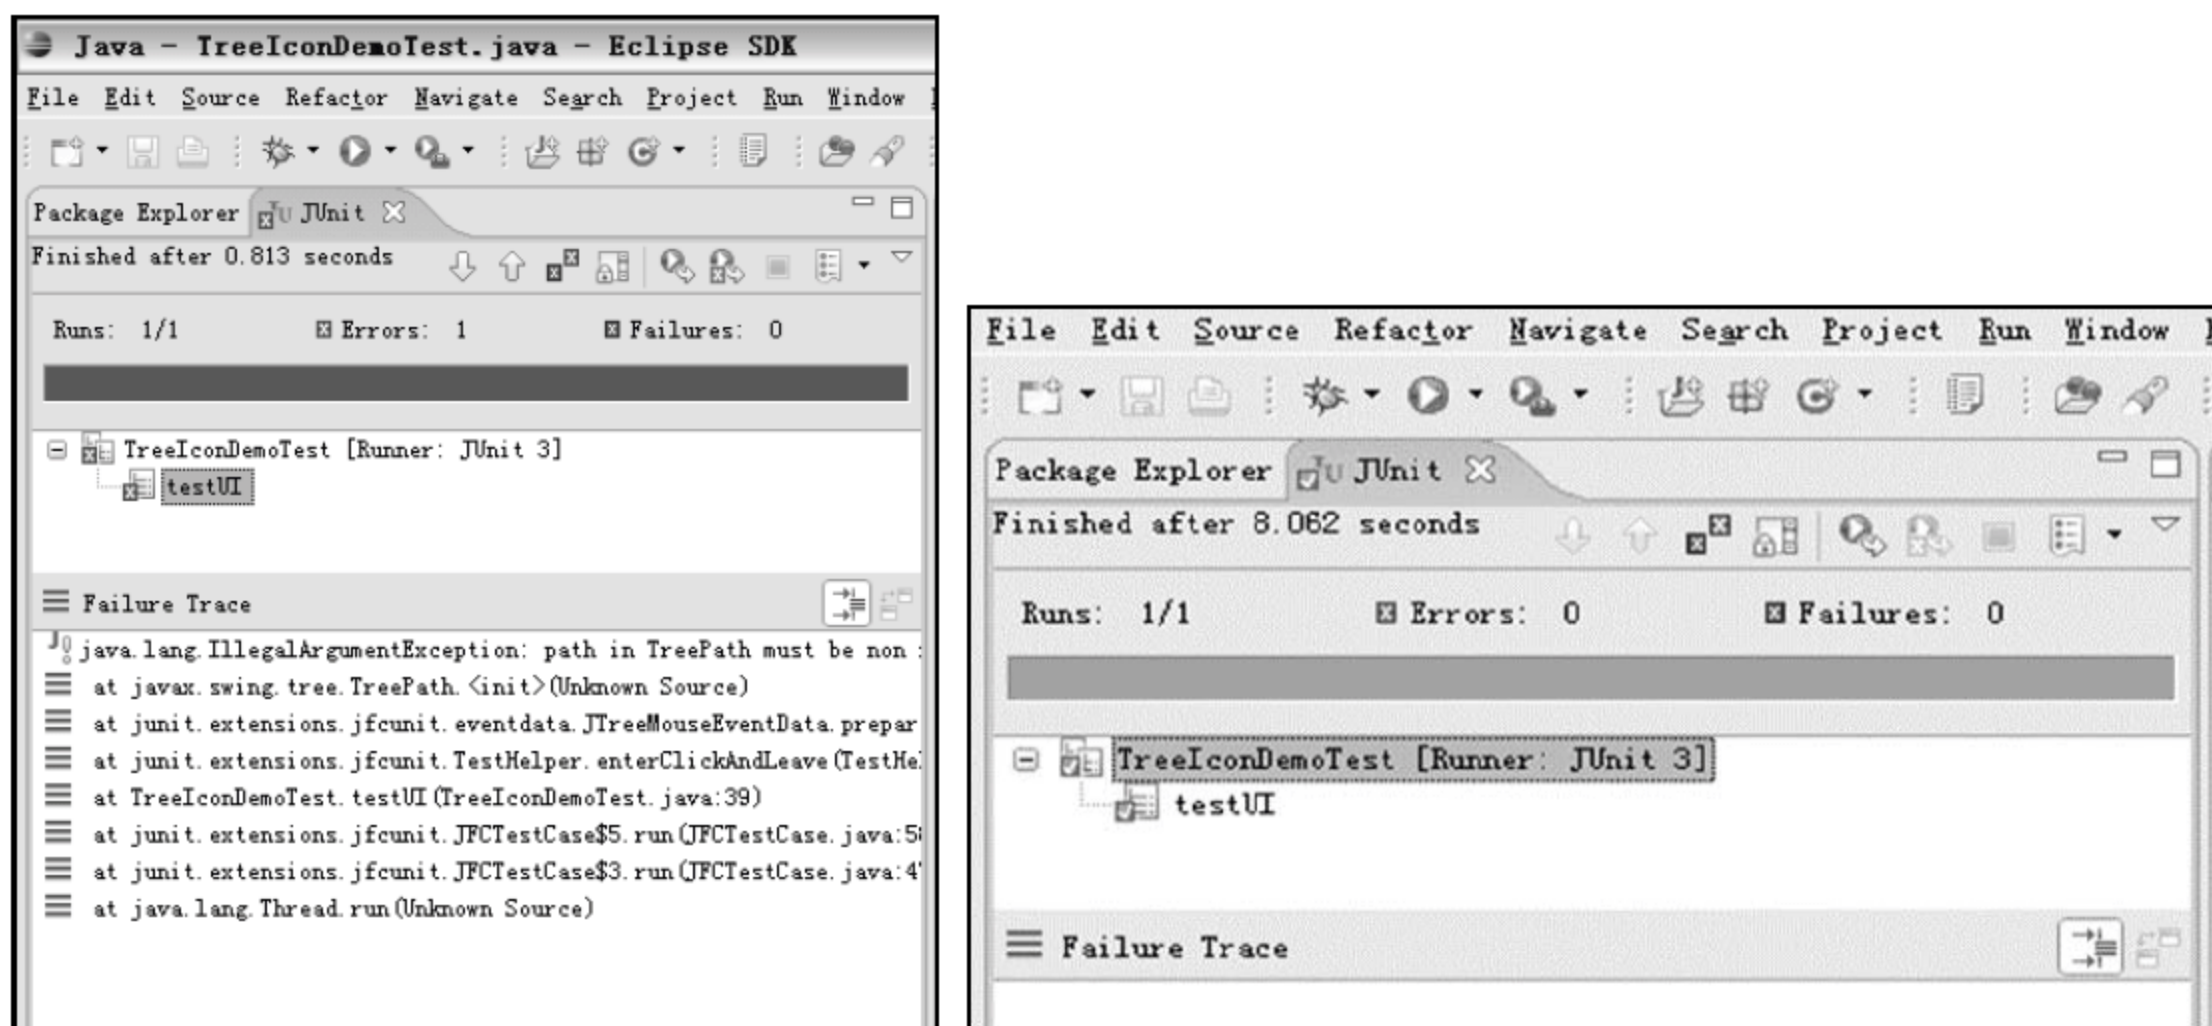 Java - TreeIconDemoTest.java - Eclipse SDK
File Edit Source Refactor Navigate Search Project Run Window
Package Explorer JUnit
Finished after 0.813 seconds
Runs: 1/1 Errors: 1 Failures: 0
TreeIconDemoTest [Runner: JUnit 3]
testUI
Failure Trace
java.lang.IllegalArgumentException: path in TreePath must be non
at javax.swing.tree.TreePath.<init>(Unknown Source)
at junit.extensions.jfcunit.eventdata.JTreeMouseEventData.prepar
at junit.extensions.jfcunit.TestHelper.enterClickAndLeave(TestHe
at TreeIconDemoTest.testUI(TreeIconDemoTest.java:39)
at junit.extensions.jfcunit.JFCTestCase$5.run(JFCTestCase.java:5
at junit.extensions.jfcunit.JFCTestCase$3.run(JFCTestCase.java:4
at java.lang.Thread.run(Unknown Source)
File Edit Source Refactor Navigate Search Project Run Window
Package Explorer JUnit
Finished after 8.062 seconds
Runs: 1/1 Errors: 0 Failures: 0
TreeIconDemoTest [Runner: JUnit 3]
testUI
Failure Trace